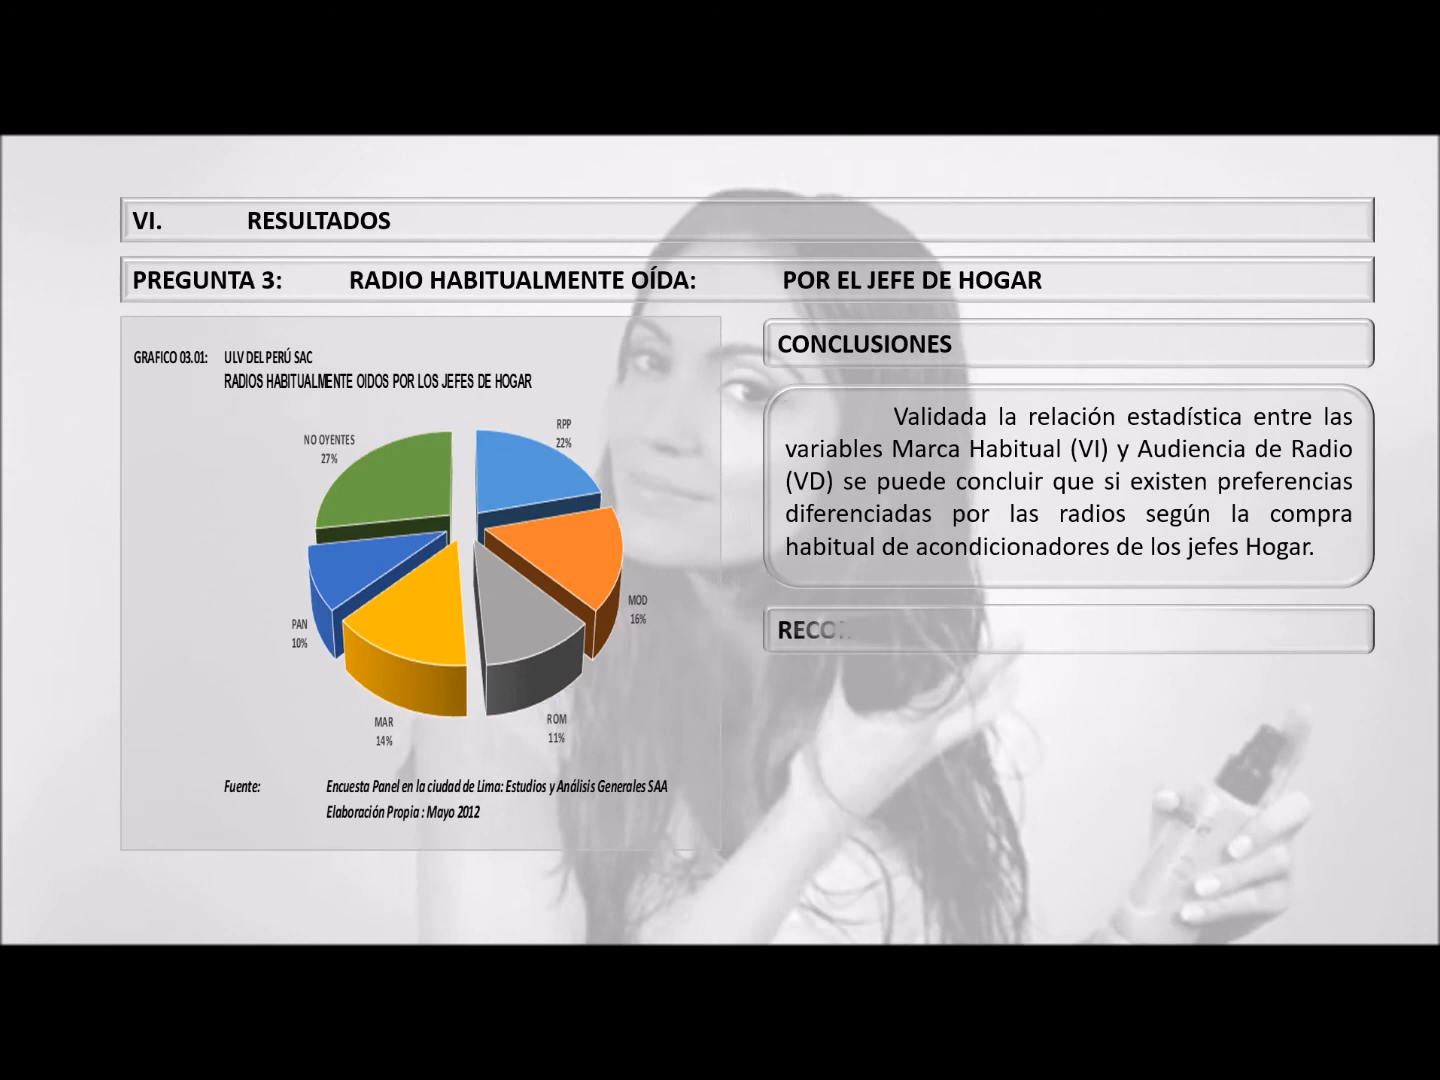 VI. RESULTADOS
PREGUNTA 3: RADIO HABITUALMENTE OÍDA: POR EL JEFE DE HOGAR
GRAFICO 03.01: ULV DEL PERÚ SAC
RADIOS HABITUALMENTE OIDOS POR LOS JEFES DE HOGAR
NO OYENTES
27%
RPP
22%
MOD
16%
PAN
10%
MAR
14%
ROM
11%
Fuente: Encuesta Panel en la ciudad de Lima: Estudios y Análisis Generales SAA
Elaboración Propia : Mayo 2012
CONCLUSIONES
Validada la relación estadística entre las
variables Marca Habitual (VI) y Audiencia de Radio
(VD) se puede concluir que si existen preferencias
diferenciadas por las radios según la compra
habitual de acondicionadores de los jefes Hogar.